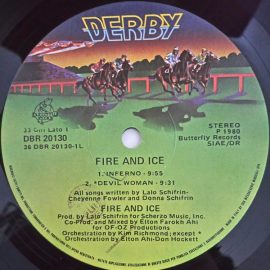 DERBY
33 Giri Lato 1
DBR 20130
36 DBR 20130-1L
STEREO
P 1980
Butterfly Records
SIAE/DR
FIRE AND ICE
1. INFERNO - 9:55
2. *DEVIL WOMAN - 9:31
All songs written by Lalo Schifrin-
Cheyenne Fowler and Donna Schifrin
FIRE AND ICE
Prod. by Lalo Schifrin for Scherzo Music, Inc.
Co-Prod. and Mixed by Elton Farokh Ahi
for OF-OZ Productions
Orchestration by Kim Richmond; except *
Orchestration by Elton Ahi-Don Hockett